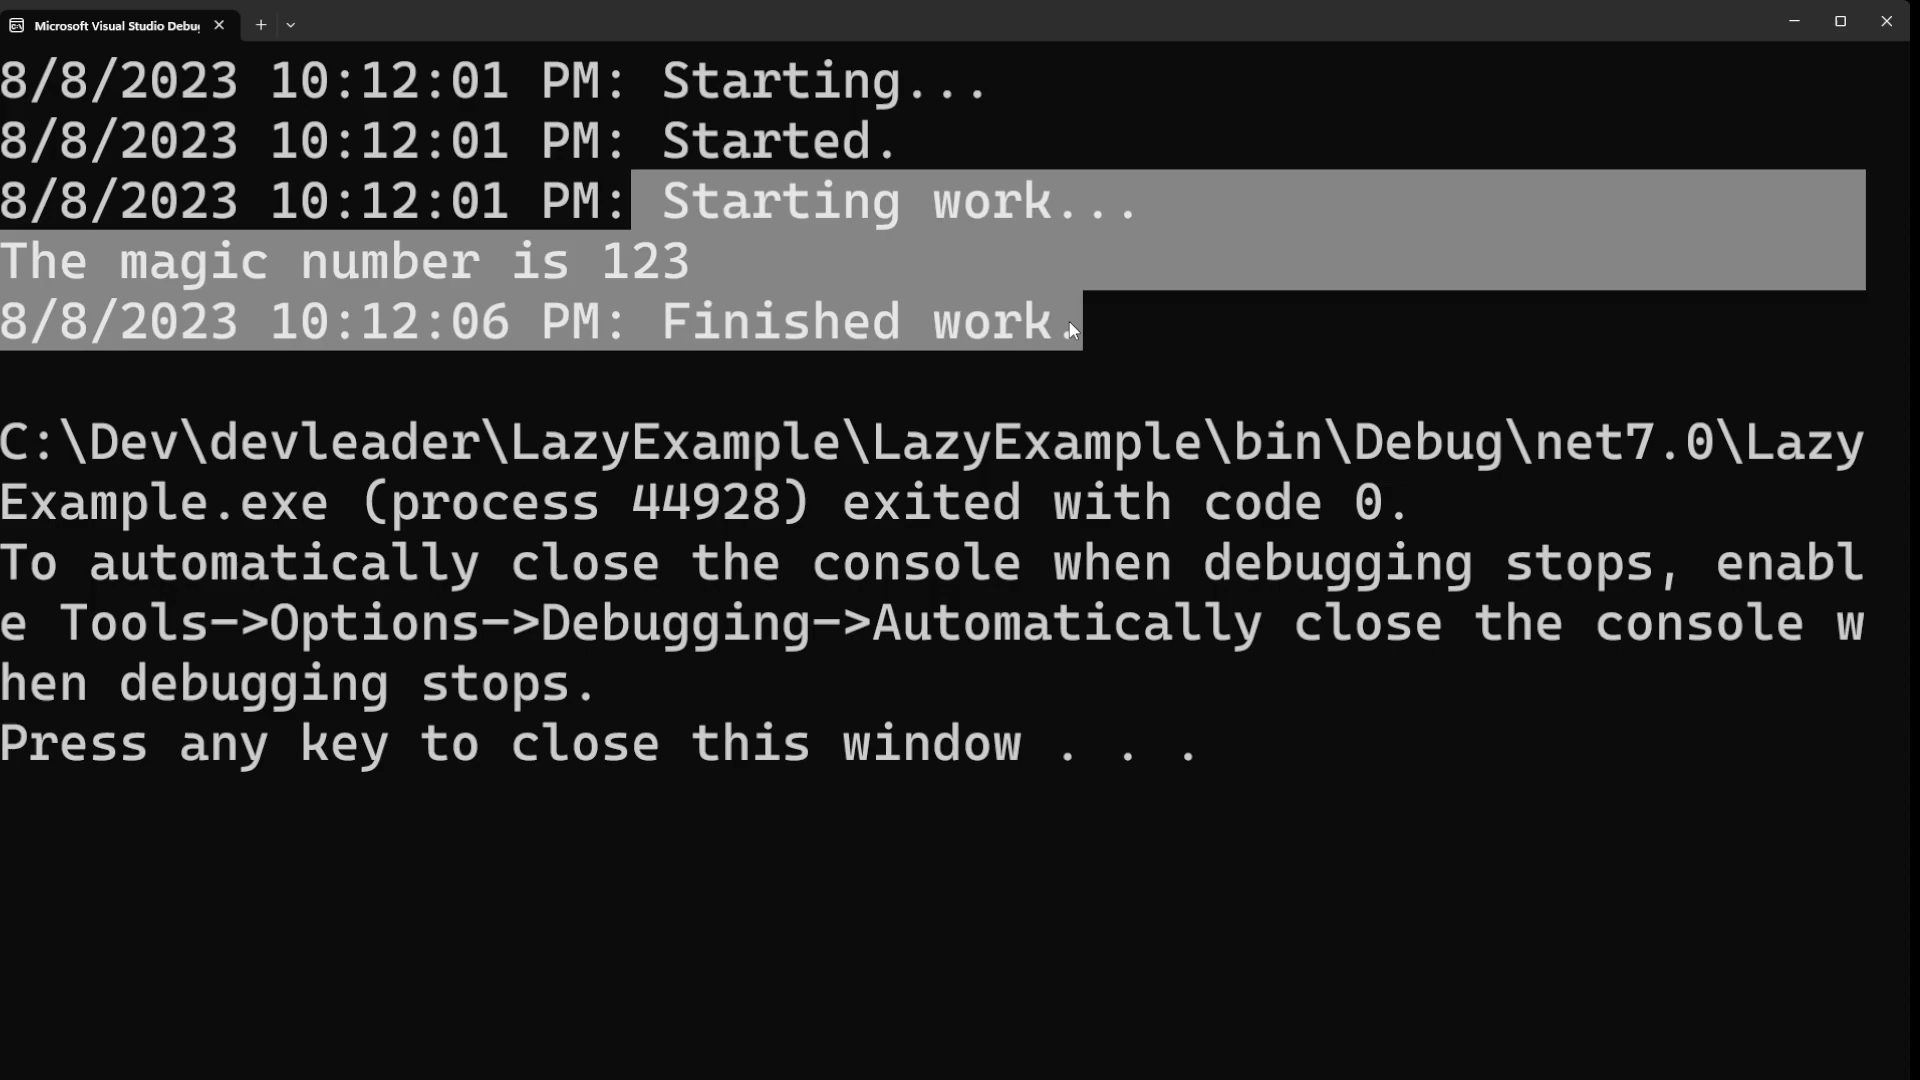 Microsoft Visual Studio Debug
8/8/2023 10:12:01 PM: Starting...
8/8/2023 10:12:01 PM: Started.
8/8/2023 10:12:01 PM: Starting work...
The magic number is 123
8/8/2023 10:12:06 PM: Finished work.
C:\Dev\devleader\LazyExample\LazyExample\bin\Debug\net7.0\Lazy
Example.exe (process 44928) exited with code 0.
To automatically close the console when debugging stops, enabl
e Tools->Options->Debugging->Automatically close the console w
hen debugging stops.
Press any key to close this window . . .